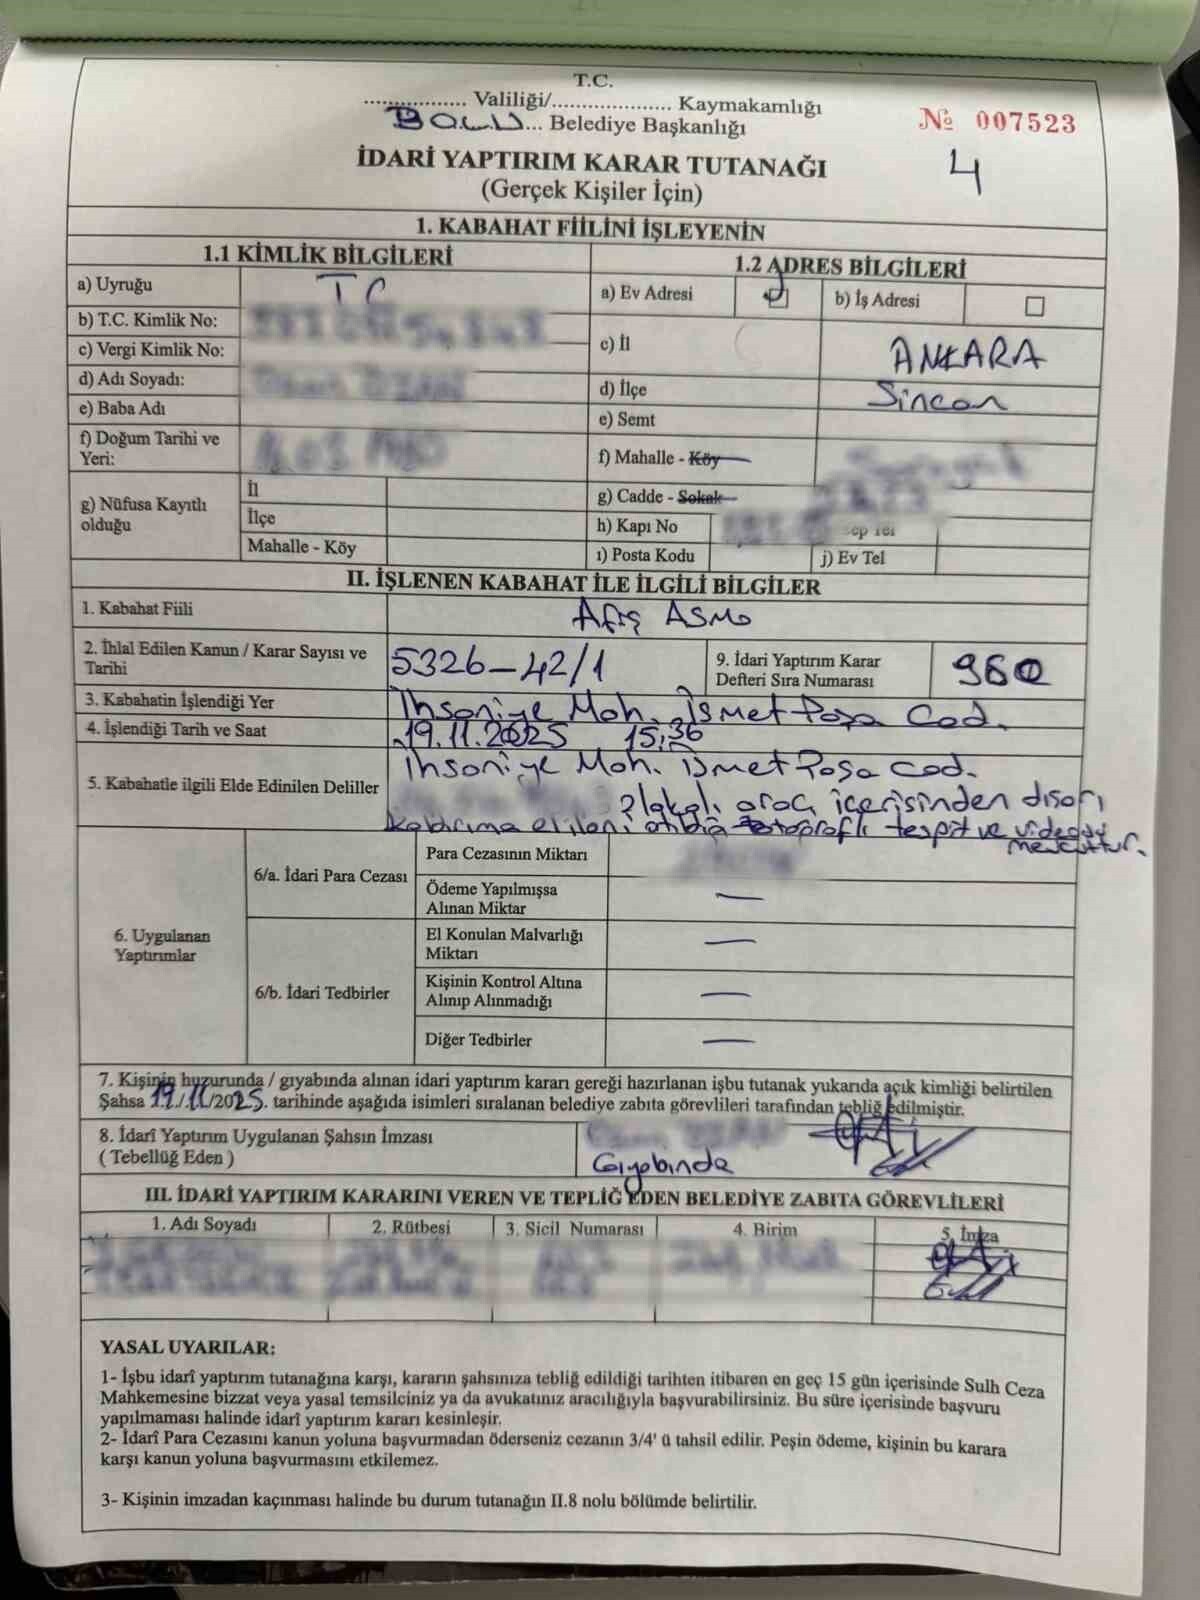 T.C.
.................. Valiliği/..................... Kaymakamlığı
BOLU... Belediye Başkanlığı
№ 007523
İDARİ YAPTIRIM KARAR TUTANAĞI
(Gerçek Kişiler İçin)
4
1. KABAHAT FİİLİNİ İŞLEYENİN
1.1 KİMLİK BİLGİLERİ
1.2 ADRES BİLGİLERİ
a) Uyruğu TC
a) Ev Adresi
b) İş Adresi
b) T.C. Kimlik No:
c) Vergi Kimlik No:
c) İl ANKARA
d) Adı Soyadı:
d) İlçe Sincan
e) Baba Adı
e) Semt
f) Doğum Tarihi ve Yeri:
f) Mahalle - Köy
g) Nüfusa Kayıtlı olduğu
İl
İlçe
Mahalle - Köy
g) Cadde - Sokak
h) Kapı No
ı) Posta Kodu
j) Ev Tel
II. İŞLENEN KABAHAT İLE İLGİLİ BİLGİLER
1. Kabahat Fiili Afiş ASMA
2. İhlal Edilen Kanun / Karar Sayısı ve Tarihi 5326-42/1
9. İdari Yaptırım Karar Defteri Sıra Numarası 960
3. Kabahatin İşlendiği Yer İhsaniye Mah. İsmet Paşa Cad.
4. İşlendiği Tarih ve Saat 19.11.2025 15:36
5. Kabahatle ilgili Elde Edinilen Deliller İhsaniye Mah. İsmet Paşa cad.
plakalı aracı içerisinden dışarı
kaldırıma el ilanı attığı fotoğraflı tespit ve videosu
mevcuttur.
6. Uygulanan Yaptırımlar
6/a. İdari Para Cezası
Para Cezasının Miktarı
Ödeme Yapılmışsa Alınan Miktar —
6/b. İdari Tedbirler
El Konulan Malvarlığı Miktarı —
Kişinin Kontrol Altına Alınıp Alınmadığı —
Diğer Tedbirler —
7. Kişinin huzurunda / gıyabında alınan idari yaptırım kararı gereği hazırlanan işbu tutanak yukarıda açık kimliği belirtilen
Şahsa 19./11/2025. tarihinde aşağıda isimleri sıralanan belediye zabıta görevlileri tarafından tebliğ edilmiştir.
8. İdarî Yaptırım Uygulanan Şahsın İmzası
( Tebellüğ Eden )
Gıyabında
III. İDARİ YAPTIRIM KARARINI VEREN VE TEPLİĞ EDEN BELEDİYE ZABITA GÖREVLİLERİ
1. Adı Soyadı
2. Rütbesi
3. Sicil Numarası
4. Birim
5. İmza
YASAL UYARILAR:
1- İşbu idarî yaptırım tutanağına karşı, kararın şahsınıza tebliğ edildiği tarihten itibaren en geç 15 gün içerisinde Sulh Ceza
Mahkemesine bizzat veya yasal temsilciniz ya da avukatınız aracılığıyla başvurabilirsiniz. Bu süre içerisinde başvuru
yapılmaması halinde idarî yaptırım kararı kesinleşir.
2- İdarî Para Cezasını kanun yoluna başvurmadan öderseniz cezanın 3/4' ü tahsil edilir. Peşin ödeme, kişinin bu karara
karşı kanun yoluna başvurmasını etkilemez.
3- Kişinin imzadan kaçınması halinde bu durum tutanağın II.8 nolu bölümde belirtilir.